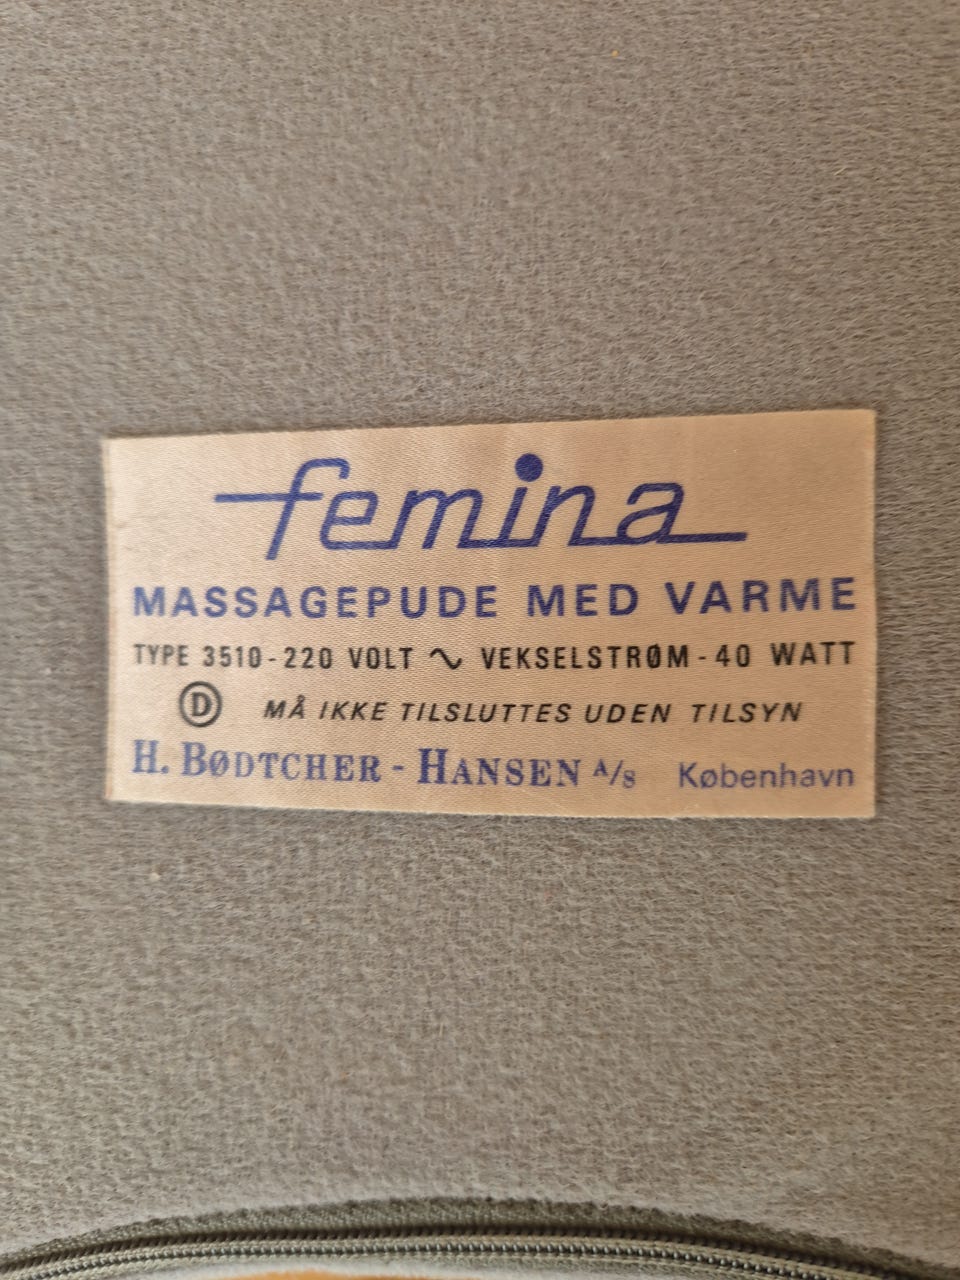 femina
MASSAGEPUDE MED VARME
TYPE 3510-220 VOLT ∿ VEKSELSTRØM-40 WATT
Ⓓ MÅ IKKE TILSLUTTES UDEN TILSYN
H. BØDTCHER-HANSEN A/S København